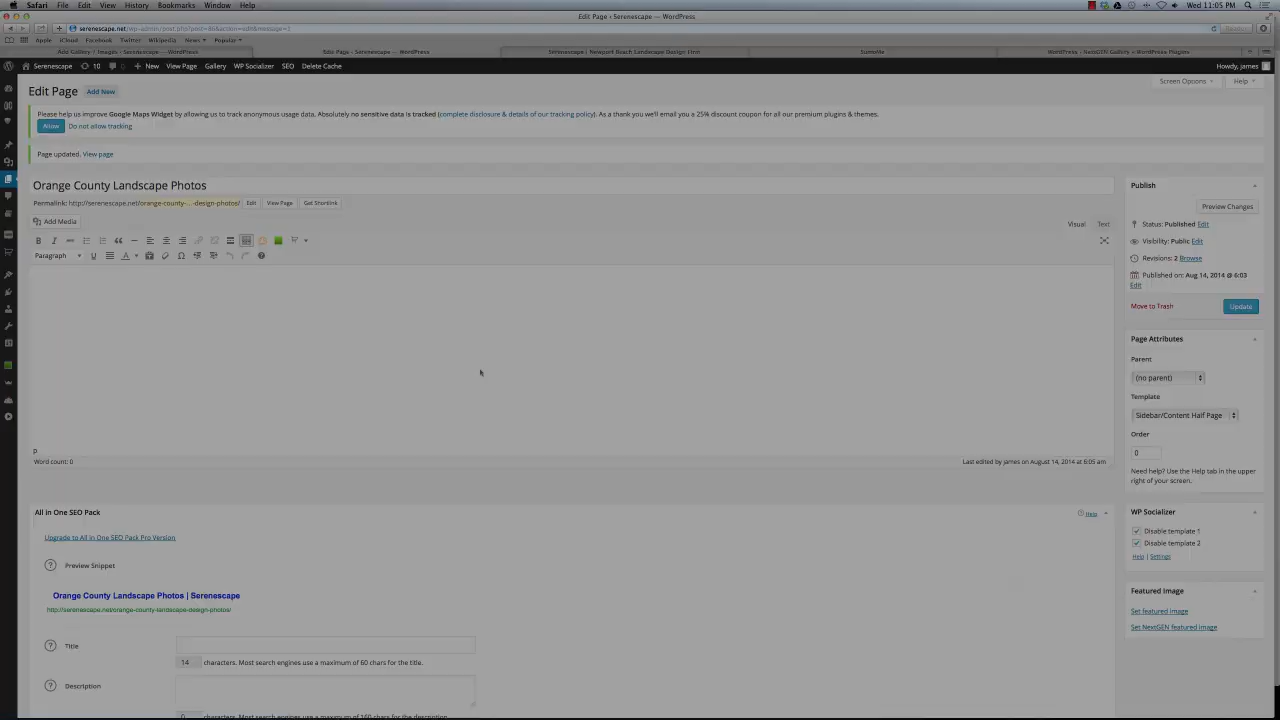 Safari File Edit View History Bookmarks Window Help Wed 11:05 PM
Edit Page ‹ Serenescape — WordPress
serenescape.net/wp-admin/post.php?post=86&action=edit&message=1
Apple iCloud Facebook Twitter Wikipedia News Popular
Add Gallery / Images ‹ Serenescape — WordPress Edit Page ‹ Serenescape — WordPress Serenescape | Newport Beach Landscape Design Firm SumoMe WordPress › NextGEN Gallery « WordPress Plugins
Serenescape 10 New View Page Gallery WP Socializer SEO Delete Cache Howdy, james
Screen Options Help
Edit Page Add New
Please help us improve Google Maps Widget by allowing us to track anonymous usage data. Absolutely no sensitive data is tracked (complete disclosure & details of our tracking policy). As a thank you we'll email you a 25% discount coupon for all our premium plugins & themes.
Allow Do not allow tracking
Page updated. View page
Orange County Landscape Photos
Permalink: http://serenescape.net/orange-county-...-design-photos/ Edit View Page Get Shortlink
Add Media Visual Text
Paragraph
P
Word count: 0 Last edited by james on August 14, 2014 at 6:05 am
All in One SEO Pack
Help
Upgrade to All in One SEO Pack Pro Version
Preview Snippet
Orange County Landscape Photos | Serenescape
http://serenescape.net/orange-county-landscape-design-photos/
Title
14 characters. Most search engines use a maximum of 60 chars for the title.
Description
0 characters. Most search engines use a maximum of 160 chars for the description.
Publish
Preview Changes
Status: Published Edit
Visibility: Public Edit
Revisions: 2 Browse
Published on: Aug 14, 2014 @ 6:03
Edit
Move to Trash Update
Page Attributes
Parent
(no parent)
Template
Sidebar/Content Half Page
Order
0
Need help? Use the Help tab in the upper
right of your screen.
WP Socializer
Disable template 1
Disable template 2
Help | Settings
Featured Image
Set featured image
Set NextGEN featured image